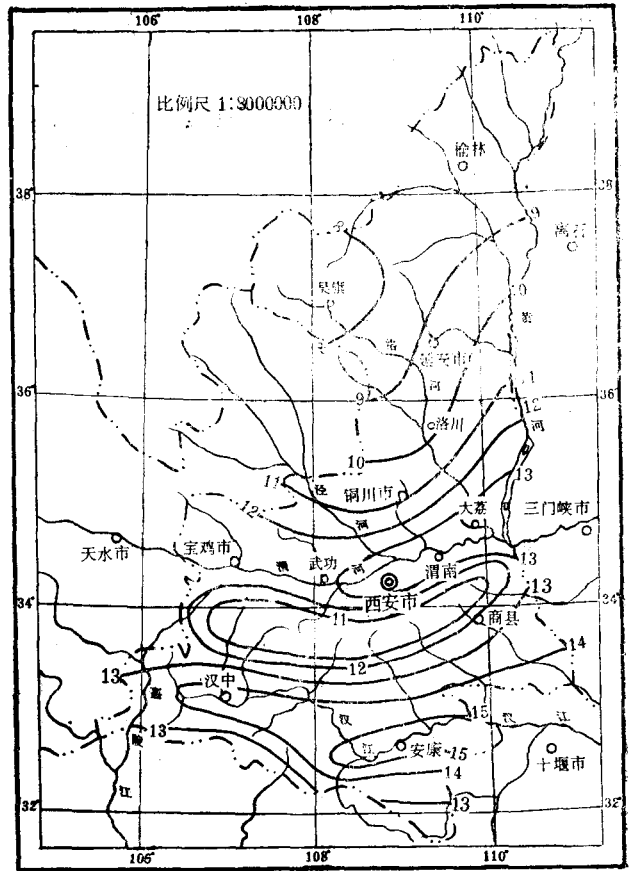 106° 108° 110°
比例尺 1:3000000
榆林
38° 38°
9
8
离石
吴旗
10
黄
洛
延安市
河
11
36° 9 36°
12
洛川
河
10
11
13
泾 铜川市
12
大荔 三门峡市
河
天水市 宝鸡市 渭 武功 河 渭南 13
西安市 13
34° 34°
11 商县
12 14
13 汉中
嘉
15
13 汉 汉 江
陵 江 安康 15
14 十堰市
江 13
32° 32°
106° 108° 110°